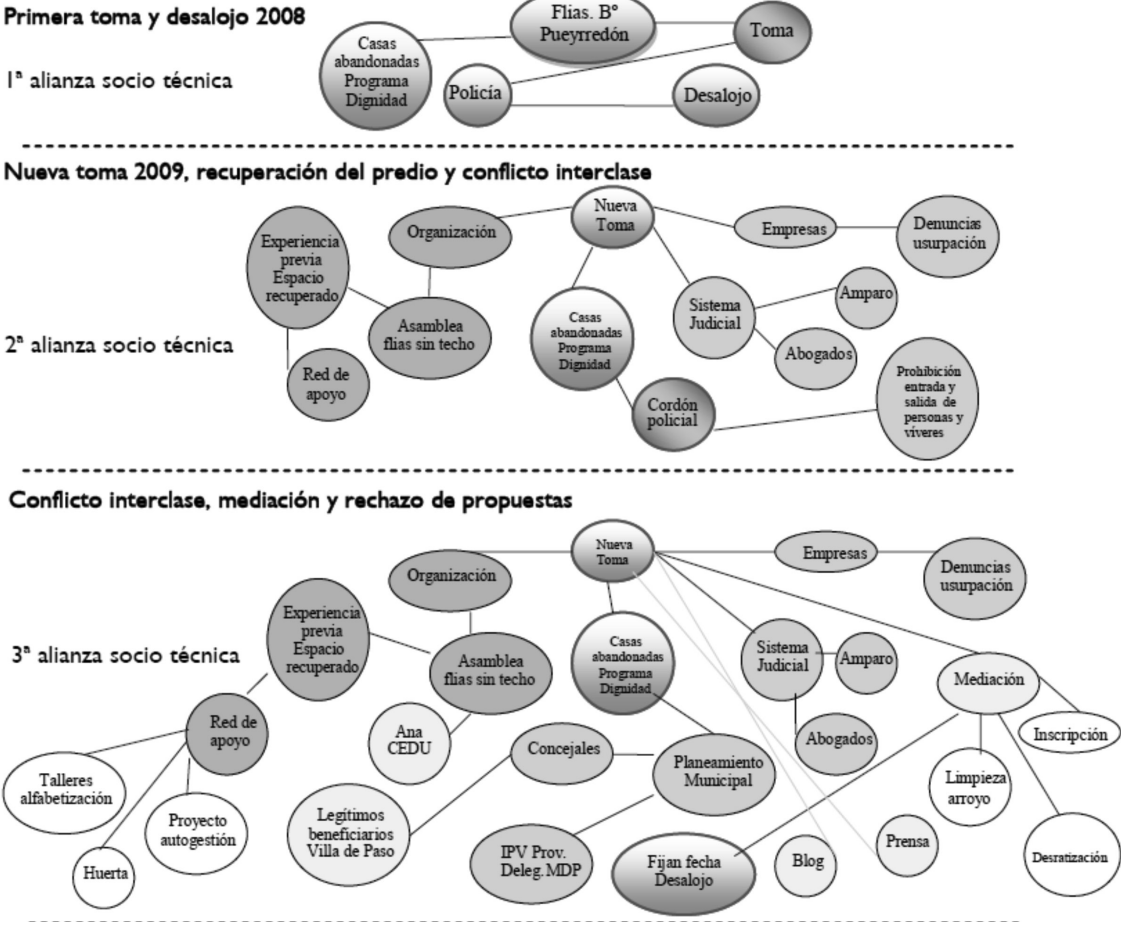 Primera toma y desalojo 2008
Flias. Bº
Pueyrredón
Toma
Casas
abandonadas
Programa
Dignidad
1ª alianza socio técnica
Policía
Desalojo
Nueva toma 2009, recuperación del predio y conflicto interclase
Nueva
Toma
Organización
Empresas
Denuncias
usurpación
Experiencia
previa
Espacio
recuperado
Sistema
Judicial
Amparo
Casas
abandonadas
Programa
Dignidad
2ª alianza socio técnica
Asamblea
flias sin techo
Abogados
Red de
apoyo
Cordón
policial
Prohibición
entrada y
salida de
personas y
víveres
Conflicto interclase, mediación y rechazo de propuestas
Nueva
Toma
Empresas
Organización
Denuncias
usurpación
Experiencia
previa
Espacio
recuperado
3ª alianza socio técnica
Asamblea
flias sin techo
Casas
abandonadas
Programa
Dignidad
Sistema
Judicial
Amparo
Mediación
Red de
apoyo
Ana
CEDU
Concejales
Abogados
Inscripción
Planeamiento
Municipal
Talleres
alfabetización
Limpieza
arroyo
Proyecto
autogestión
Legítimos
beneficiarios
Villa de Paso
Huerta
IPV Prov.
Deleg. MDP
Fijan fecha
Desalojo
Blog
Prensa
Desratización